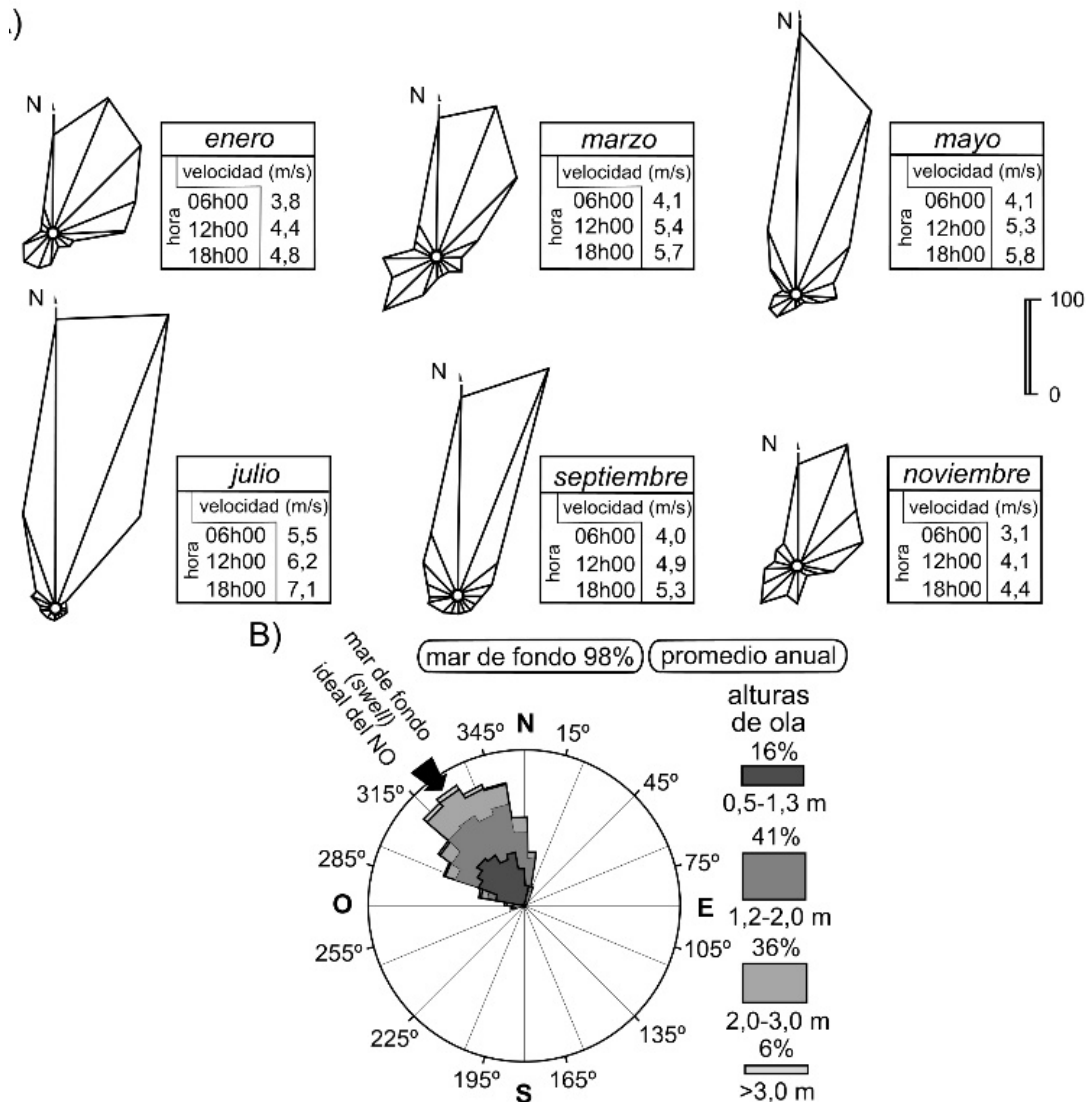 A)
N
enero
velocidad (m/s)
hora
06h00 3,8
12h00 4,4
18h00 4,8
N
marzo
velocidad (m/s)
hora
06h00 4,1
12h00 5,4
18h00 5,7
N
mayo
velocidad (m/s)
hora
06h00 4,1
12h00 5,3
18h00 5,8
100
0
N
julio
velocidad (m/s)
hora
06h00 5,5
12h00 6,2
18h00 7,1
N
septiembre
velocidad (m/s)
hora
06h00 4,0
12h00 4,9
18h00 5,3
N
noviembre
velocidad (m/s)
hora
06h00 3,1
12h00 4,1
18h00 4,4
B)
mar de fondo 98%
promedio anual
mar de fondo
(swell)
ideal del NO
N
15º
45º
75º
E
105º
135º
165º
S
195º
225º
255º
O
285º
315º
345º
alturas
de ola
16%
0,5-1,3 m
41%
1,2-2,0 m
36%
2,0-3,0 m
6%
>3,0 m